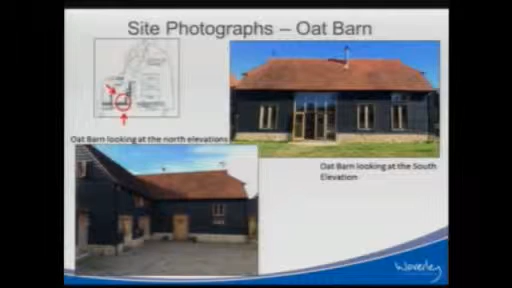 Site Photographs – Oat Barn
Oat Barn looking at the north elevations
Oat Barn looking at the South
Elevation
Waverley